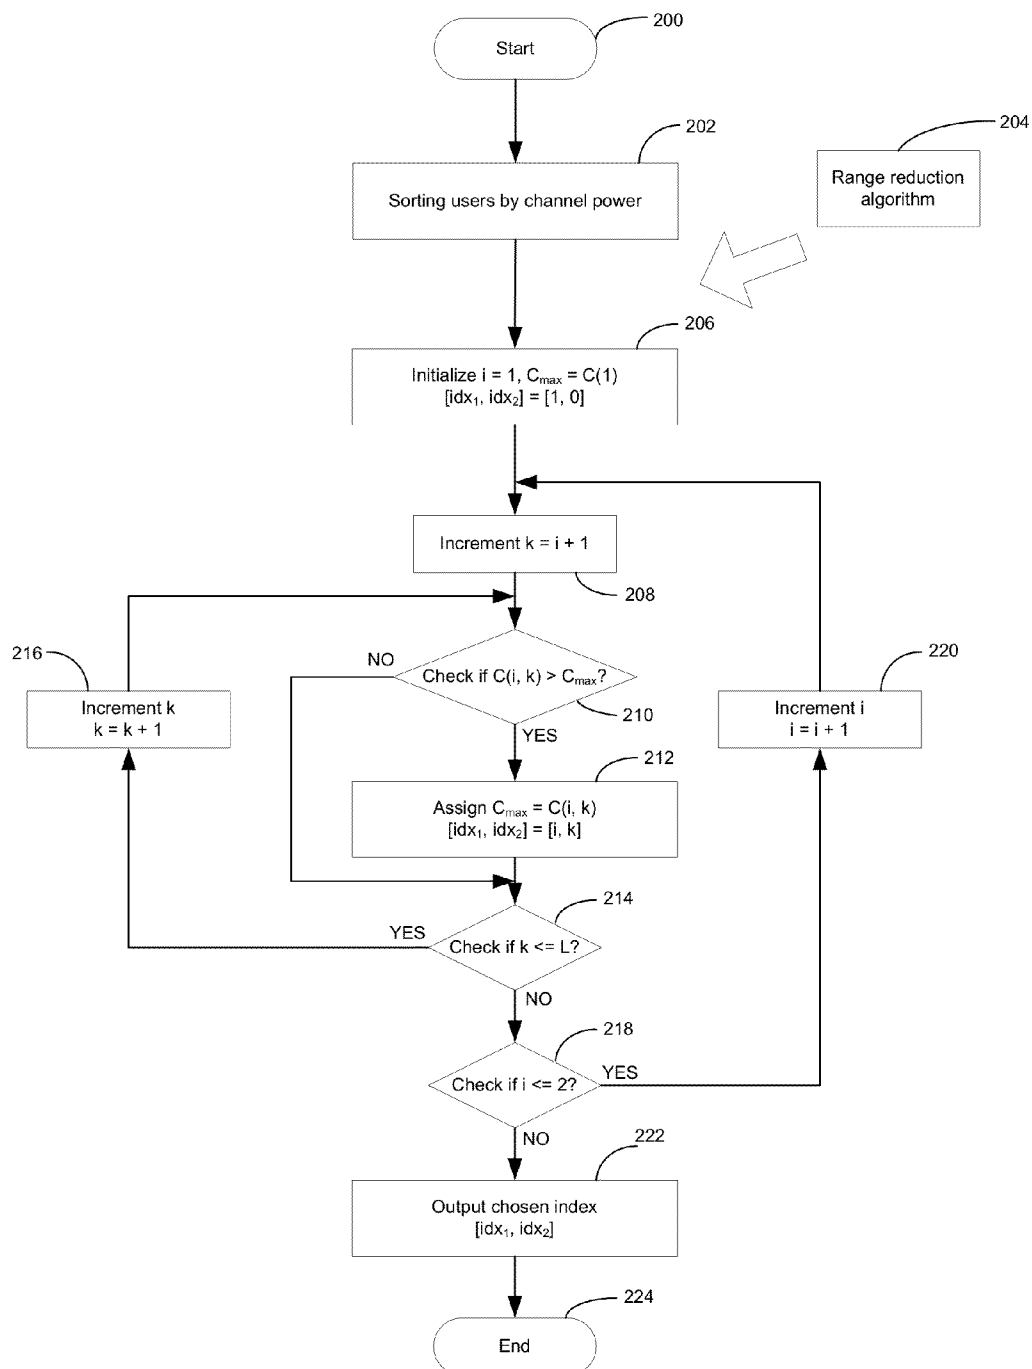 200
Start
202
204
Sorting users by channel power
Range reduction
algorithm
206
Initialize i = 1, Cmax = C(1)
[idx1, idx2] = [1, 0]
Increment k = i + 1
208
216
NO
Check if C(i, k) > Cmax?
220
Increment k
k = k + 1
210
Increment i
i = i + 1
YES
212
Assign Cmax = C(i, k)
[idx1, idx2] = [i, k]
214
YES
Check if k <= L?
NO
218
Check if i <= 2?
YES
NO
222
Output chosen index
[idx1, idx2]
224
End